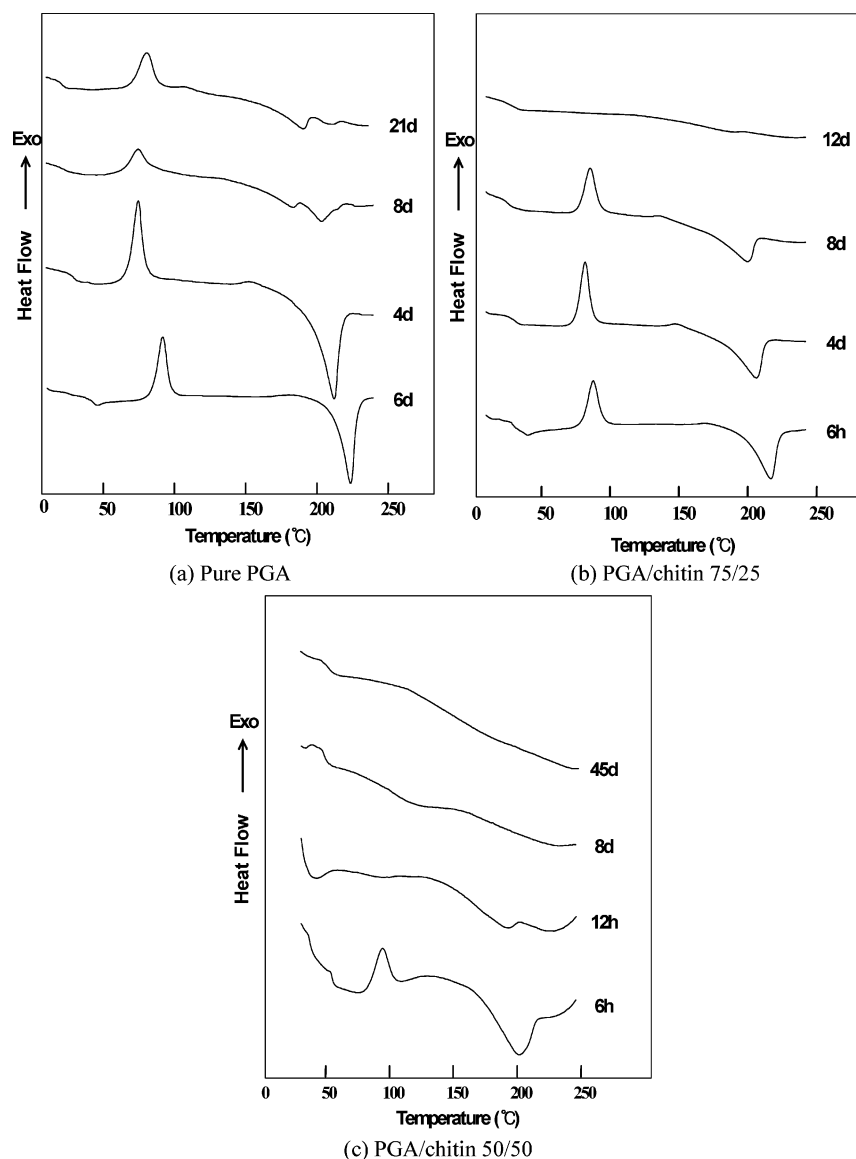 Exo
Heat Flow
21d
8d
4d
6d
0 50 100 150 200 250
Temperature (℃)
(a) Pure PGA
Exo
Heat Flow
12d
8d
4d
6h
0 50 100 150 200 250
Temperature (℃)
(b) PGA/chitin 75/25
Exo
Heat Flow
45d
8d
12h
6h
0 50 100 150 200 250
Temperature (℃)
(c) PGA/chitin 50/50